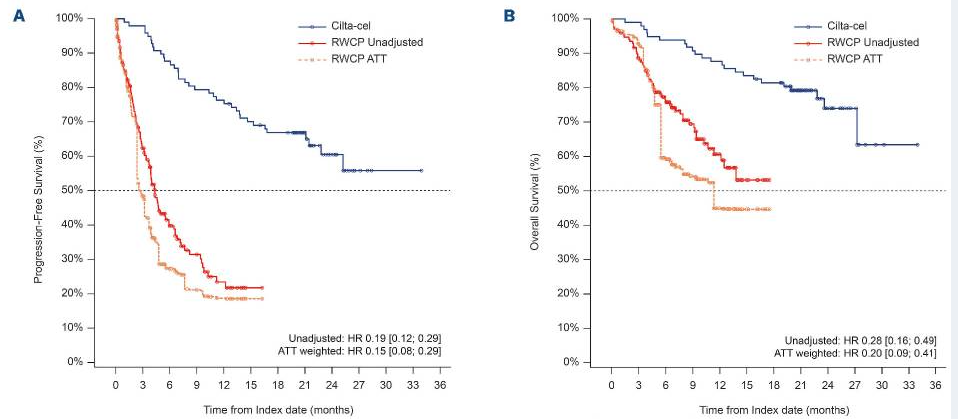 A
Cilta-cel
RWCP Unadjusted
RWCP ATT
100%
90%
80%
70%
60%
50%
40%
30%
20%
10%
0%
Progression-Free Survival (%)
Unadjusted: HR 0.19 [0.12; 0.29]
ATT weighted: HR 0.15 [0.08; 0.29]
0 3 6 9 12 15 18 21 24 27 30 33 36
Time from Index date (months)
B
Cilta-cel
RWCP Unadjusted
RWCP ATT
100%
90%
80%
70%
60%
50%
40%
30%
20%
10%
0%
Overall Survival (%)
Unadjusted: HR 0.28 [0.16; 0.49]
ATT weighted: HR 0.20 [0.09; 0.41]
0 3 6 9 12 15 18 21 24 27 30 33 36
Time from Index date (months)